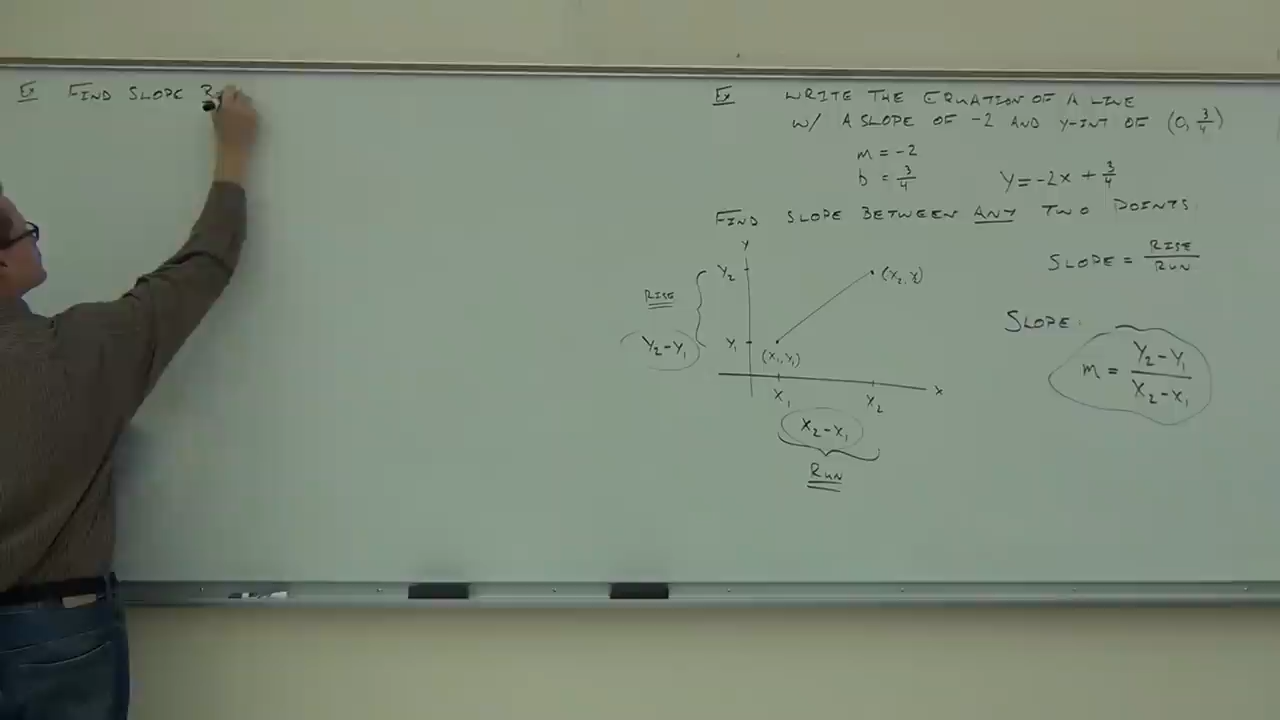 Ex FIND SLOPE
Ex WRITE THE EQUATION OF A LINE
W/ A SLOPE OF -2 AND Y-INT OF (0, 3/4)
m = -2
b = 3/4
Y = -2x + 3/4
FIND SLOPE BETWEEN ANY TWO POINTS
SLOPE = RISE/RUN
Y
Y₂
(X₂, Y₂)
RISE
Y₂-Y₁
Y₁
(X₁, Y₁)
X
X₁
X₂
X₂-X₁
RUN
SLOPE:
m = Y₂-Y₁/X₂-X₁